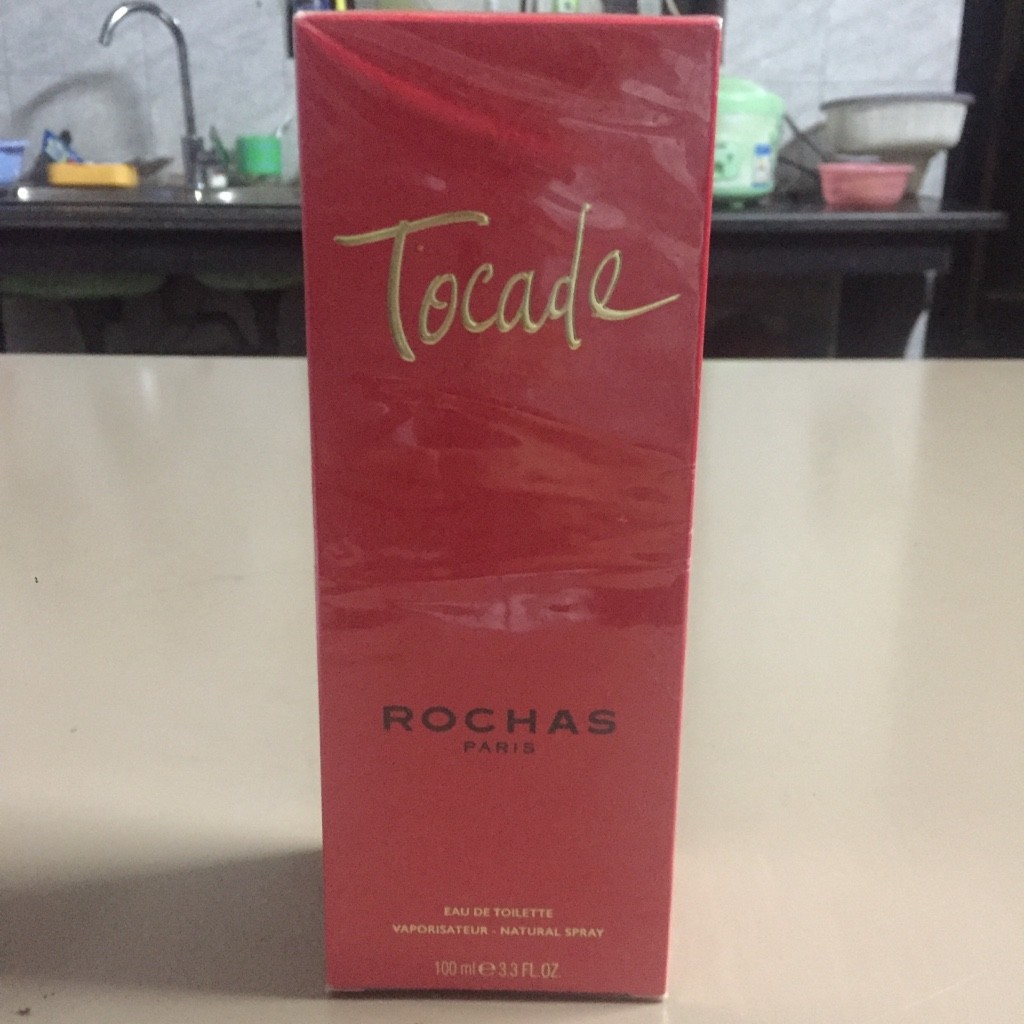 Tocade
ROCHAS
PARIS
EAU DE TOILETTE
VAPORISATEUR - NATURAL SPRAY
100 ml ℮ 3.3 FL.OZ.